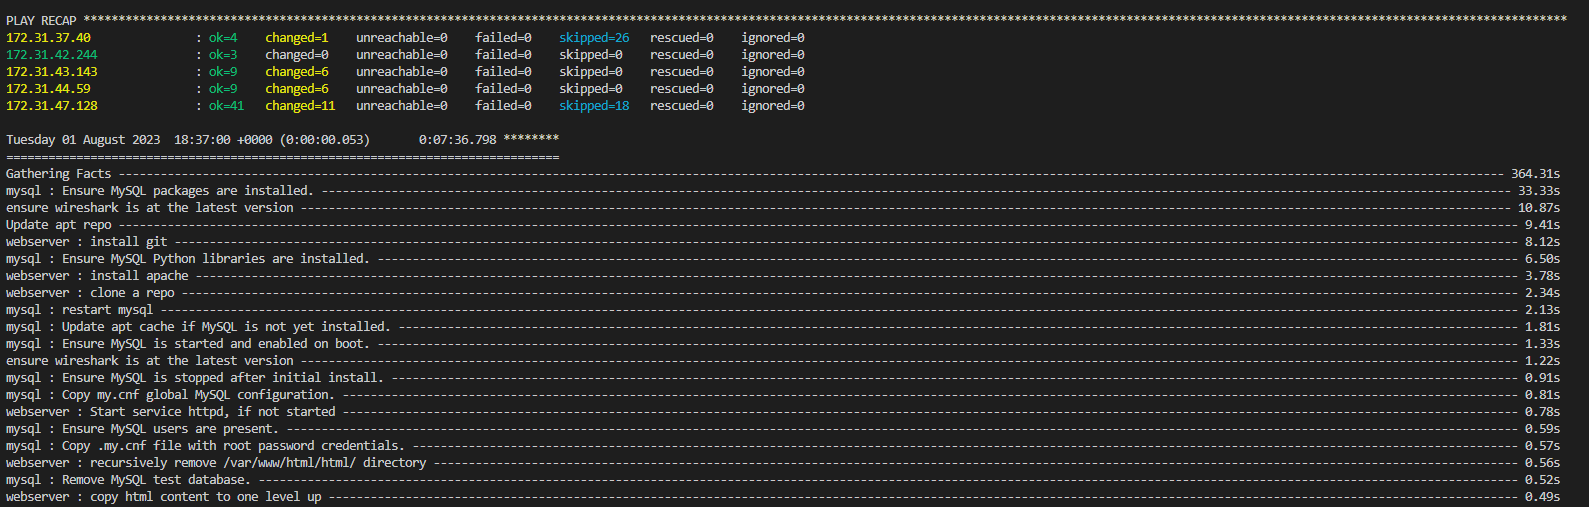 PLAY RECAP ********************************************************************************************************************************************************************************************************************
172.31.37.40               : ok=4    changed=1    unreachable=0    failed=0    skipped=26   rescued=0    ignored=0
172.31.42.244              : ok=3    changed=0    unreachable=0    failed=0    skipped=0    rescued=0    ignored=0
172.31.43.143              : ok=9    changed=6    unreachable=0    failed=0    skipped=0    rescued=0    ignored=0
172.31.44.59               : ok=9    changed=6    unreachable=0    failed=0    skipped=0    rescued=0    ignored=0
172.31.47.128              : ok=41   changed=11   unreachable=0    failed=0    skipped=18   rescued=0    ignored=0
Tuesday 01 August 2023  18:37:00 +0000 (0:00:00.053)       0:07:36.798 ********
===============================================================================
Gathering Facts ------------------------------------------------------------ 364.31s
mysql : Ensure MySQL packages are installed. ------------------------------------------------------------ 33.33s
ensure wireshark is at the latest version ------------------------------------------------------------ 10.87s
Update apt repo ------------------------------------------------------------ 9.41s
webserver : install git ------------------------------------------------------------ 8.12s
mysql : Ensure MySQL Python libraries are installed. ------------------------------------------------------------ 6.50s
webserver : install apache ------------------------------------------------------------ 3.78s
webserver : clone a repo ------------------------------------------------------------ 2.34s
mysql : restart mysql ------------------------------------------------------------ 2.13s
mysql : Update apt cache if MySQL is not yet installed. ------------------------------------------------------------ 1.81s
mysql : Ensure MySQL is started and enabled on boot. ------------------------------------------------------------ 1.33s
ensure wireshark is at the latest version ------------------------------------------------------------ 1.22s
mysql : Ensure MySQL is stopped after initial install. ------------------------------------------------------------ 0.91s
mysql : Copy my.cnf global MySQL configuration. ------------------------------------------------------------ 0.81s
webserver : Start service httpd, if not started ------------------------------------------------------------ 0.78s
mysql : Ensure MySQL users are present. ------------------------------------------------------------ 0.59s
mysql : Copy .my.cnf file with root password credentials. ------------------------------------------------------------ 0.57s
webserver : recursively remove /var/www/html/html/ directory ------------------------------------------------------------ 0.56s
mysql : Remove MySQL test database. ------------------------------------------------------------ 0.52s
webserver : copy html content to one level up ------------------------------------------------------------ 0.49s